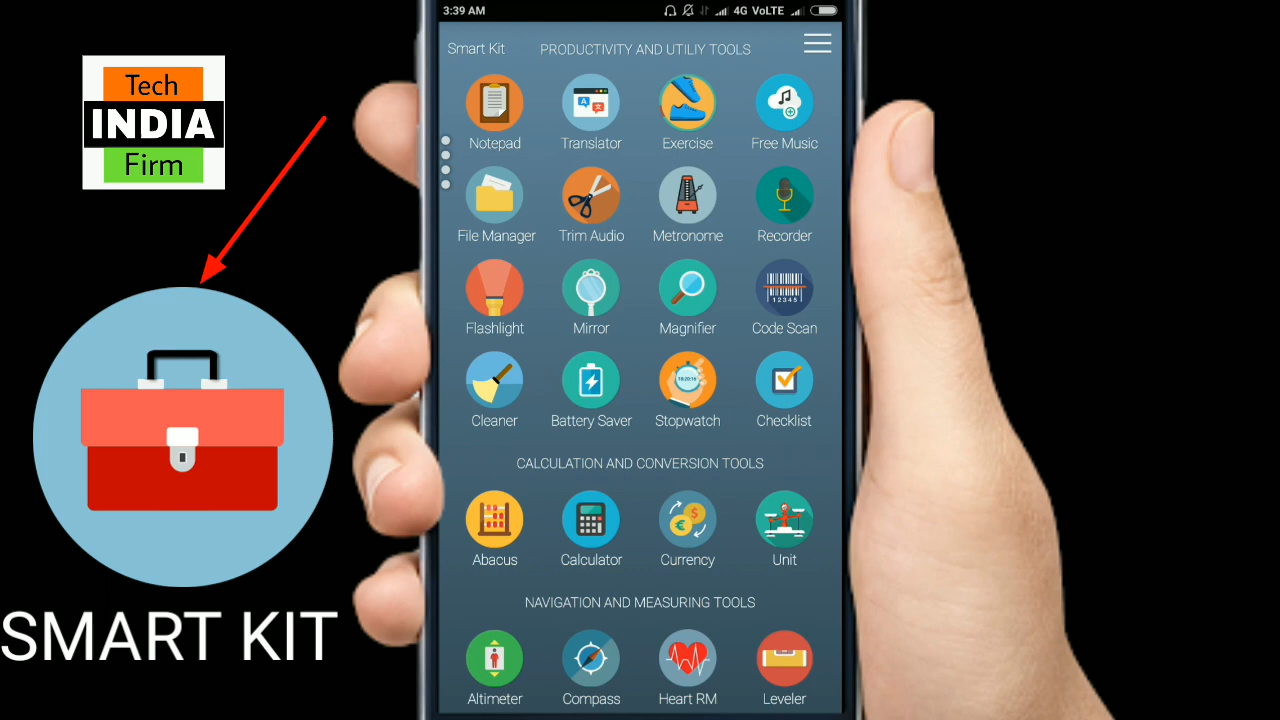 3:39 AM
4G VoLTE
Tech
INDIA
Firm
SMART KIT
Smart Kit
PRODUCTIVITY AND UTILIY TOOLS
Notepad Translator Exercise Free Music
File Manager Trim Audio Metronome Recorder
Flashlight Mirror Magnifier Code Scan
12345
Cleaner Battery Saver Stopwatch Checklist
CALCULATION AND CONVERSION TOOLS
Abacus Calculator Currency Unit
NAVIGATION AND MEASURING TOOLS
Altimeter Compass Heart RM Leveler